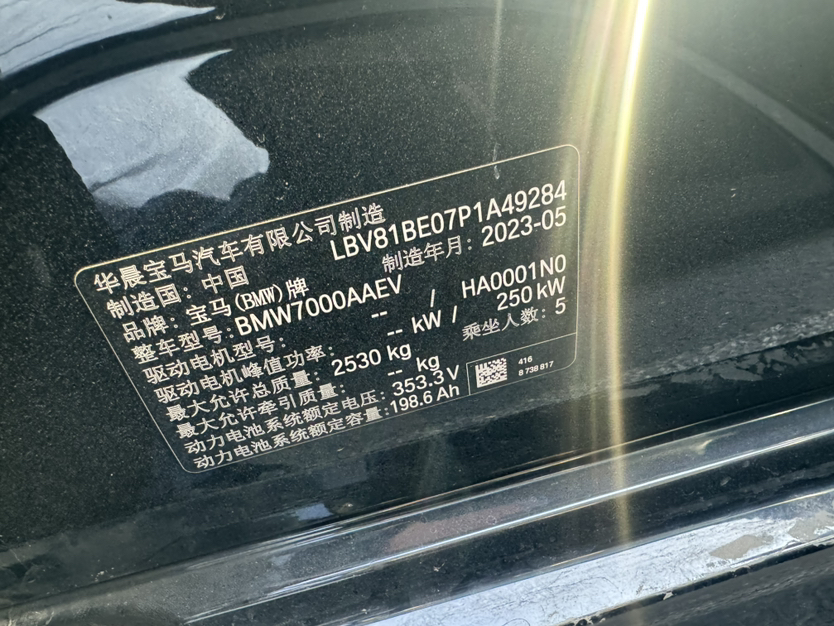 华晨宝马汽车有限公司制造
制造国：中国 LBV81BE07P1A49284
品牌：宝马(BMW)牌 制造年月：2023-05
整车型号：BMW7000AAEV
驱动电机型号： -- / HA0001N0
驱动电机峰值功率： -- kW / 250 kW
最大允许总质量：2530 kg 乘坐人数：5
最大允许牵引质量： -- kg
动力电池系统额定电压：353.3 V
动力电池系统额定容量：198.6 Ah
416
8 738 817